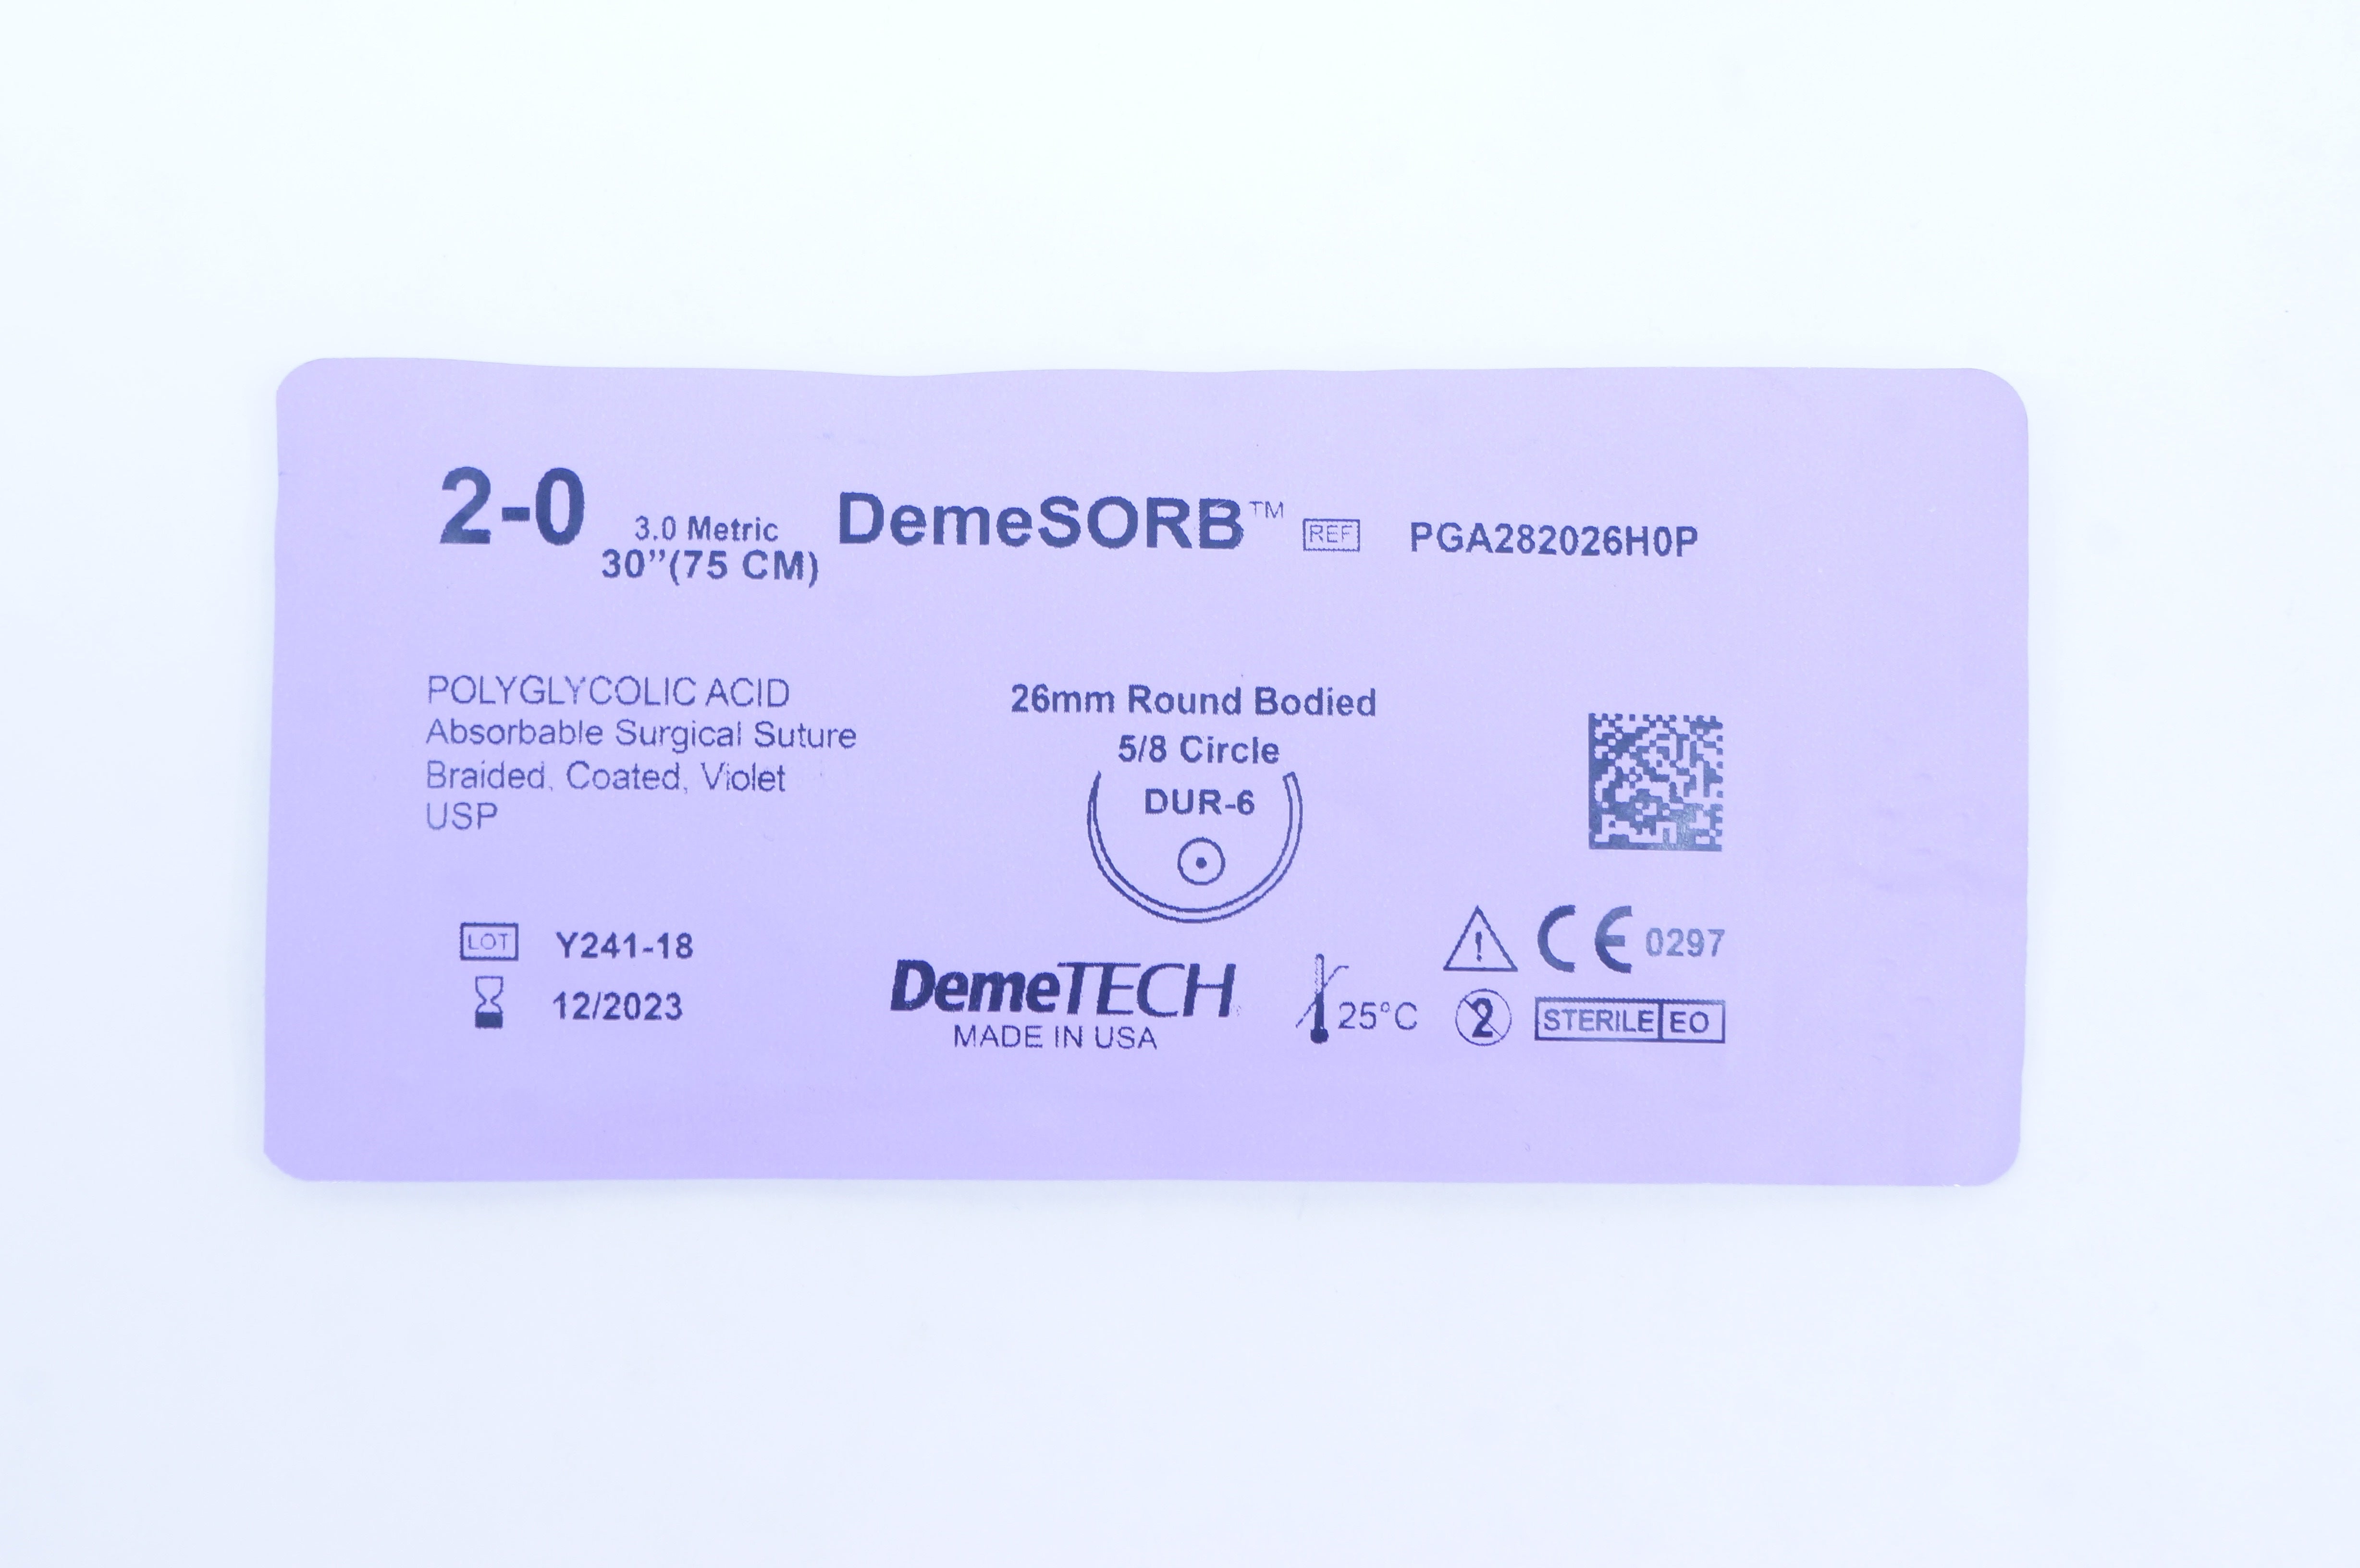 2-0 3.0 Metric DemeSORB™ REF PGA282026H0P
30”(75 CM)
POLYGLYCOLIC ACID
Absorbable Surgical Suture
Braided, Coated, Violet
USP
26mm Round Bodied
5/8 Circle
DUR-6
LOT Y241-18
12/2023
DemeTECH
MADE IN USA
25°C
! CE 0297
2 STERILE EO